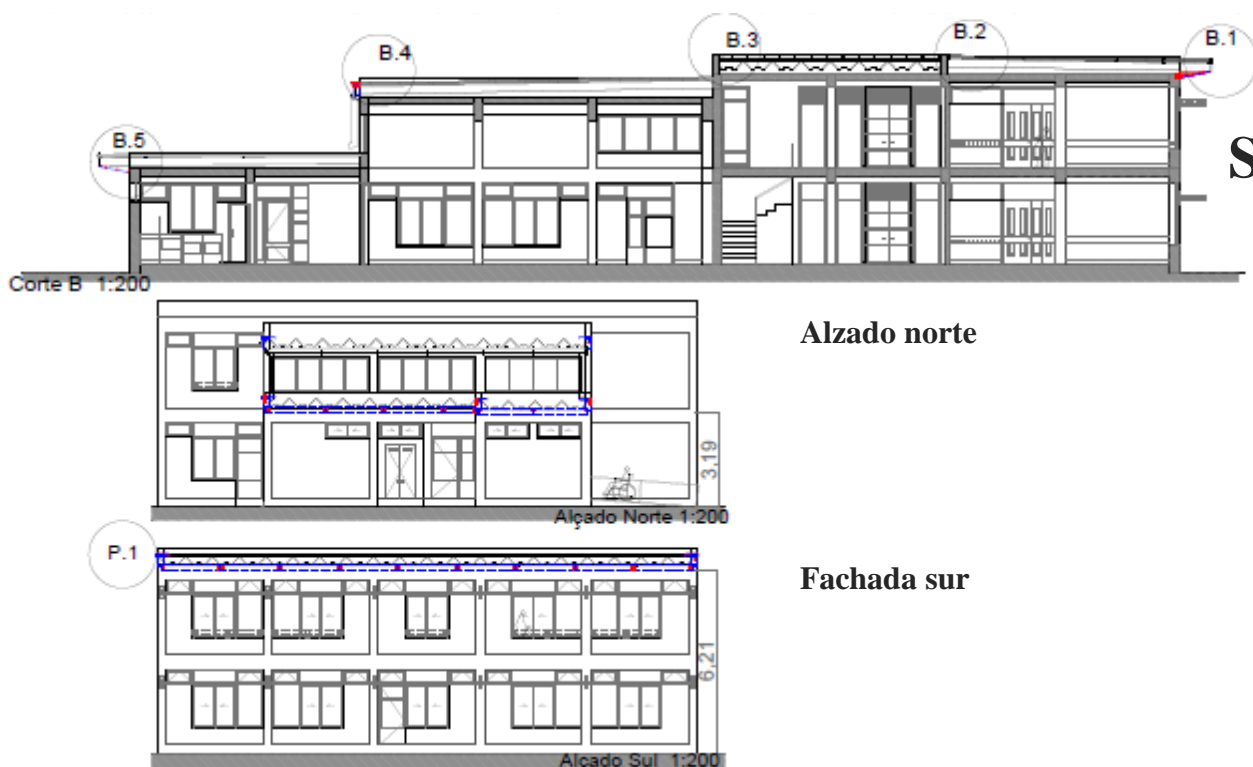 B.4
B.3
B.2
B.1
B.5
S
Corte B 1:200
Alzado norte
3,19
Alçado Norte 1:200
P.1
Fachada sur
6,21
Alçado Sul 1:200